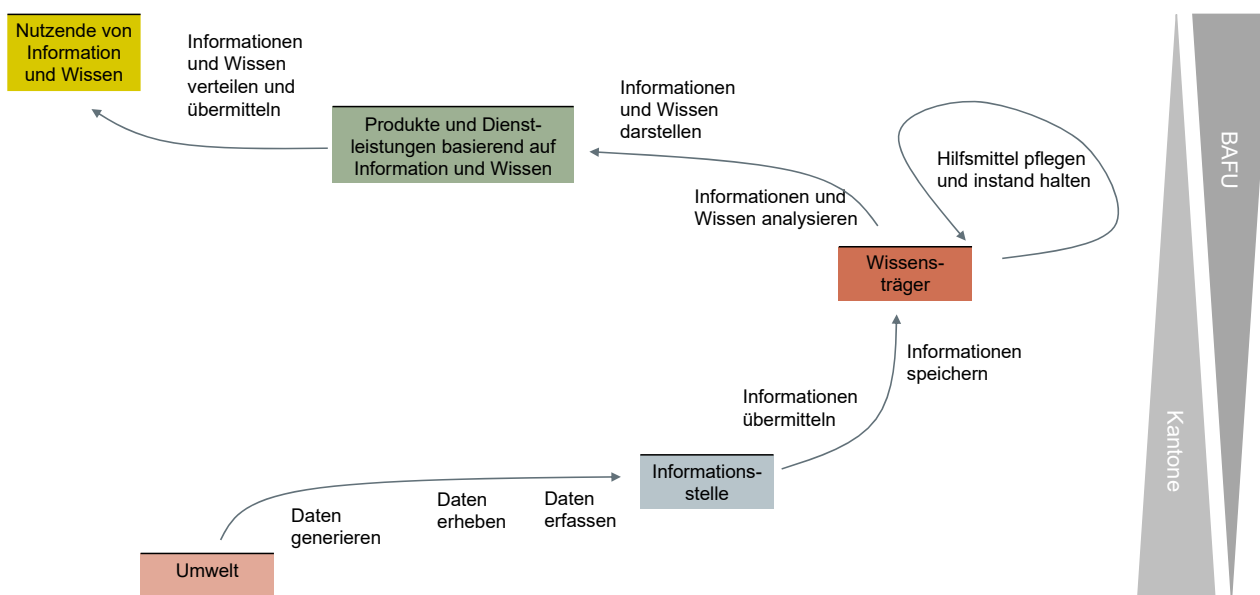 Nutzende von
Information
und Wissen
Informationen
und Wissen
verteilen und
übermitteln
Produkte und Dienst-
leistungen basierend auf
Information und Wissen
Informationen
und Wissen
darstellen
Hilfsmittel pflegen
und instand halten
BAFU
Informationen und
Wissen analysieren
Wissens-
träger
Informationen
speichern
Informationen
übermitteln
Kantone
Informations-
stelle
Daten
generieren
Daten
erheben
Daten
erfassen
Umwelt